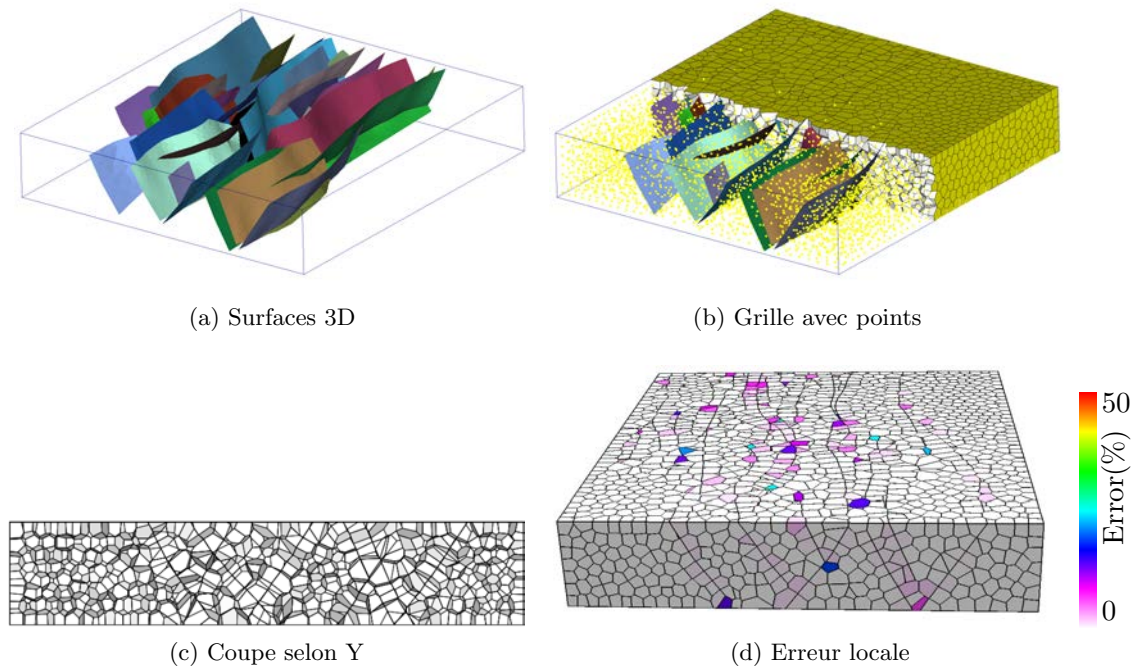 (a) Surfaces 3D
(b) Grille avec points
50
Error(%)
0
(c) Coupe selon Y
(d) Erreur locale